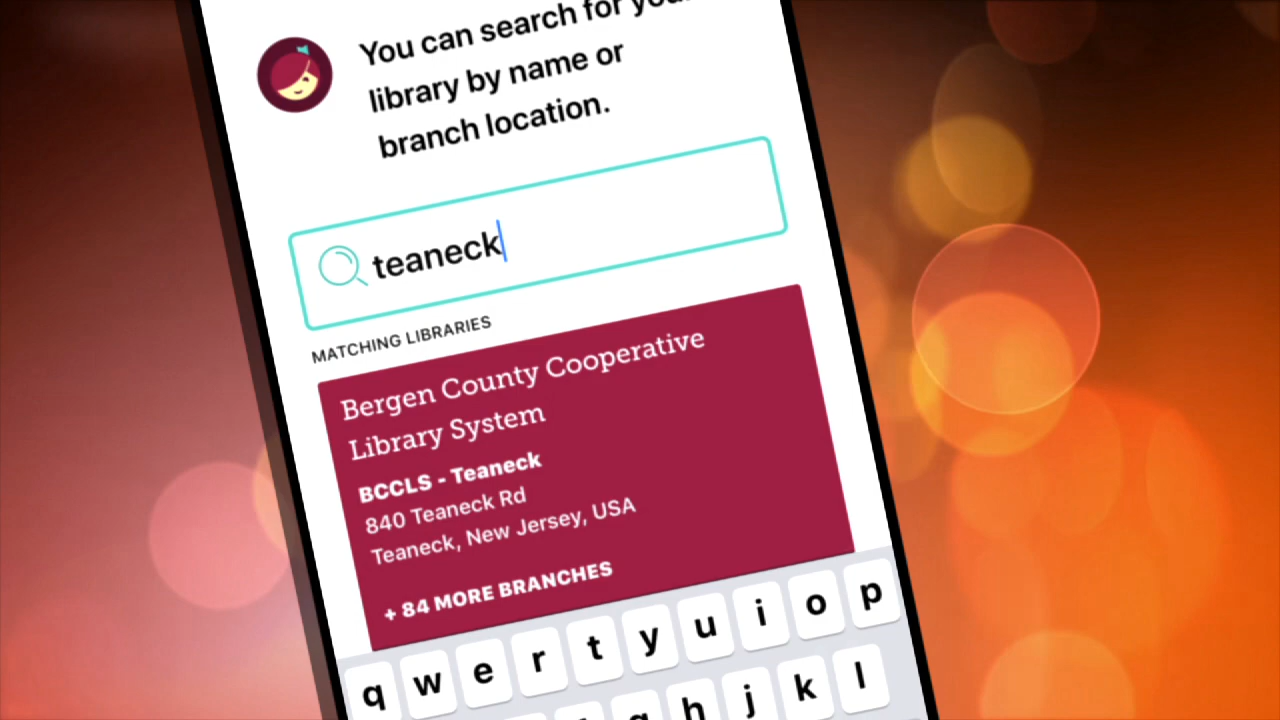 You can search for your
library by name or
branch location.
teaneck
MATCHING LIBRARIES
Bergen County Cooperative
Library System
BCCLS - Teaneck
840 Teaneck Rd
Teaneck, New Jersey, USA
+ 84 MORE BRANCHES
q w e r t y u i o p
g h j k l